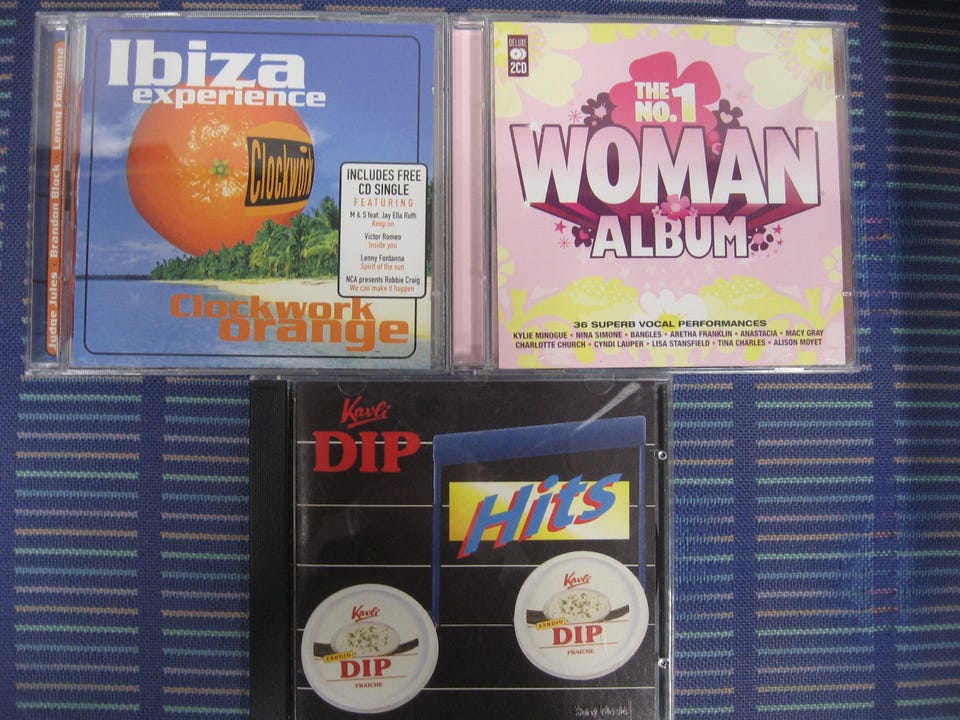 Judge Jules Brandon Block Lenny Fontanna
Ibiza
experience
Clockwork
INCLUDES FREE
CD SINGLE
FEATURING
M & S feat. Jay Ella Ruth
Keep on
Victor Romeo
Inside you
Lenny Fontanna
Spirit of the sun
NCA presents Robbie Craig
We can make it happen
Clockwork
orange
DELUXE
2CD
THE
NO.1
WOMAN
ALBUM
36 SUPERB VOCAL PERFORMANCES
KYLIE MINOGUE • NINA SIMONE • BANGLES • ARETHA FRANKLIN • ANASTACIA • MACY GRAY
CHARLOTTE CHURCH • CYNDI LAUPER • LISA STANSFIELD • TINA CHARLES • ALISON MOYET
Kavli
DIP
Hits
Kavli
FÄRDIG
DIP
FRAICHE
Kavli
FÄRDIG
DIP
FRAICHE
Sony Music